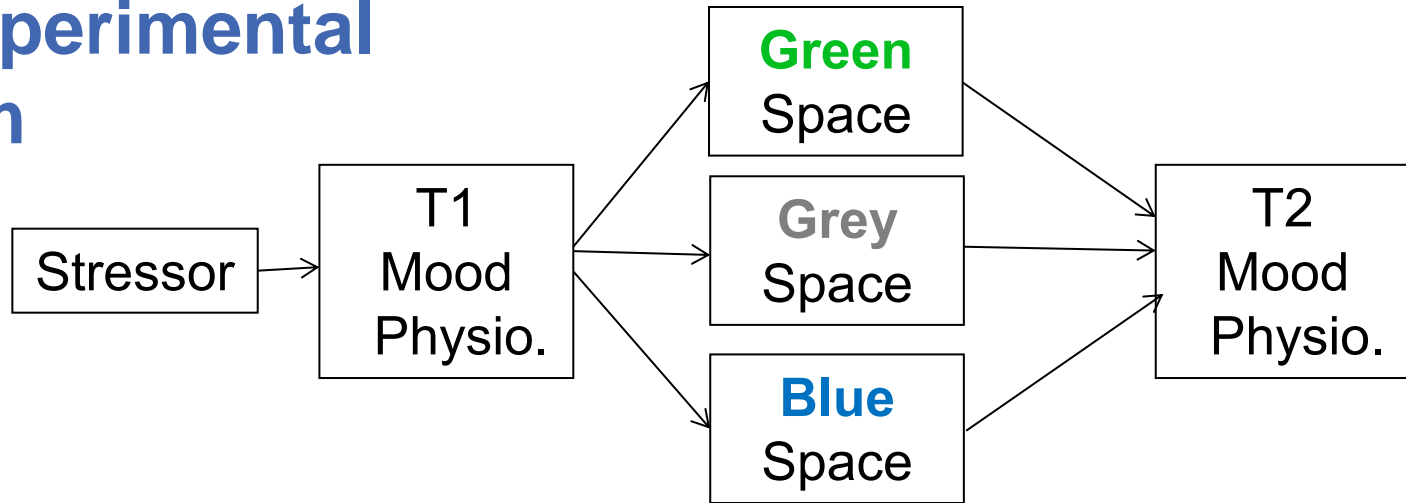 perimental
n
Stressor
T1
Mood
Physio.
Green
Space
Grey
Space
Blue
Space
T2
Mood
Physio.